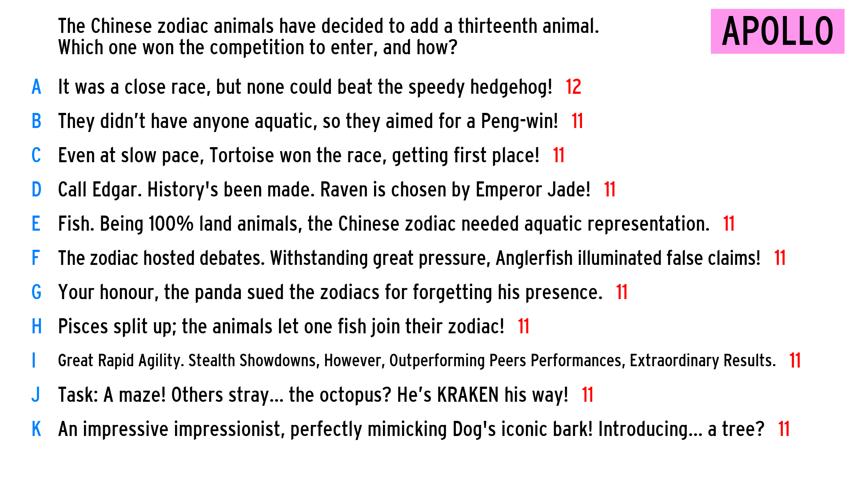 The Chinese zodiac animals have decided to add a thirteenth animal.
Which one won the competition to enter, and how?
APOLLO
A It was a close race, but none could beat the speedy hedgehog! 12
B They didn't have anyone aquatic, so they aimed for a Peng-win! 11
C Even at slow pace, Tortoise won the race, getting first place! 11
D Call Edgar. History's been made. Raven is chosen by Emperor Jade! 11
E Fish. Being 100% land animals, the Chinese zodiac needed aquatic representation. 11
F The zodiac hosted debates. Withstanding great pressure, Anglerfish illuminated false claims! 11
G Your honour, the panda sued the zodiacs for forgetting his presence. 11
H Pisces split up; the animals let one fish join their zodiac! 11
I Great Rapid Agility. Stealth Showdowns, However, Outperforming Peers Performances, Extraordinary Results. 11
J Task: A maze! Others stray... the octopus? He's KRAKEN his way! 11
K An impressive impressionist, perfectly mimicking Dog's iconic bark! Introducing... a tree? 11